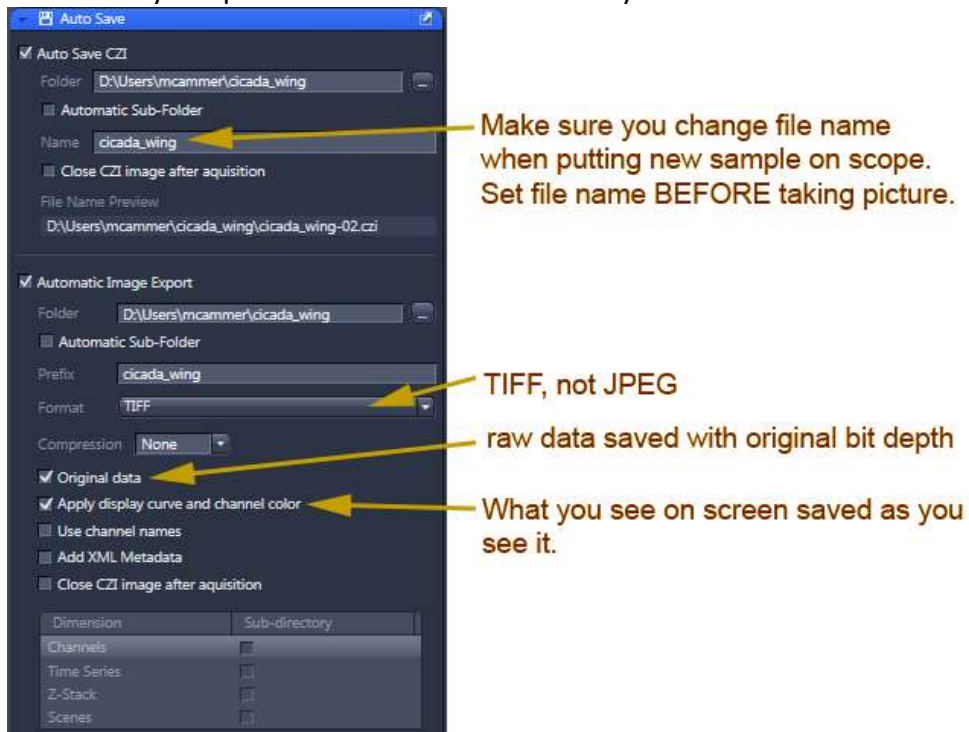 Auto Save
Auto Save CZI
Folder D:\Users\mcammer\cicada_wing ...
Automatic Sub-Folder
Name cicada_wing
Make sure you change file name
when putting new sample on scope.
Set file name BEFORE taking picture.
Close CZI image after aquisition
File Name Preview
D:\Users\mcammer\cicada_wing\cicada_wing-02.czi
Automatic Image Export
Folder D:\Users\mcammer\cicada_wing ...
Automatic Sub-Folder
Prefix cicada_wing
Format TIFF
TIFF, not JPEG
Compression None
raw data saved with original bit depth
Original data
Apply display curve and channel color
What you see on screen saved as you
see it.
Use channel names
Add XML Metadata
Close CZI image after aquisition
Dimension Sub-directory
Channels
Time Series
Z-Stack
Scenes